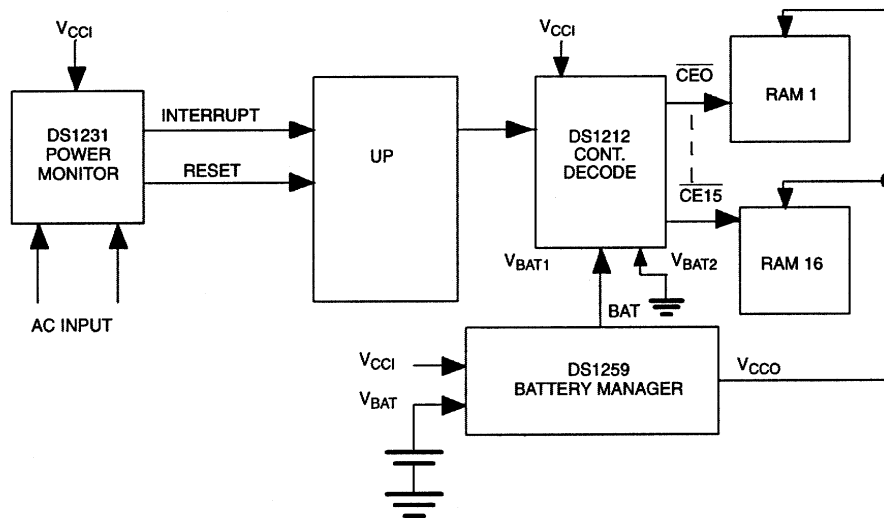 VCCI
DS1231
POWER
MONITOR
AC INPUT
INTERRUPT
RESET
UP
VCCI
DS1212
CONT.
DECODE
CEO
CE15
RAM 1
RAM 16
VBAT1
VBAT2
BAT
VCCI
VBAT
DS1259
BATTERY MANAGER
VCCO